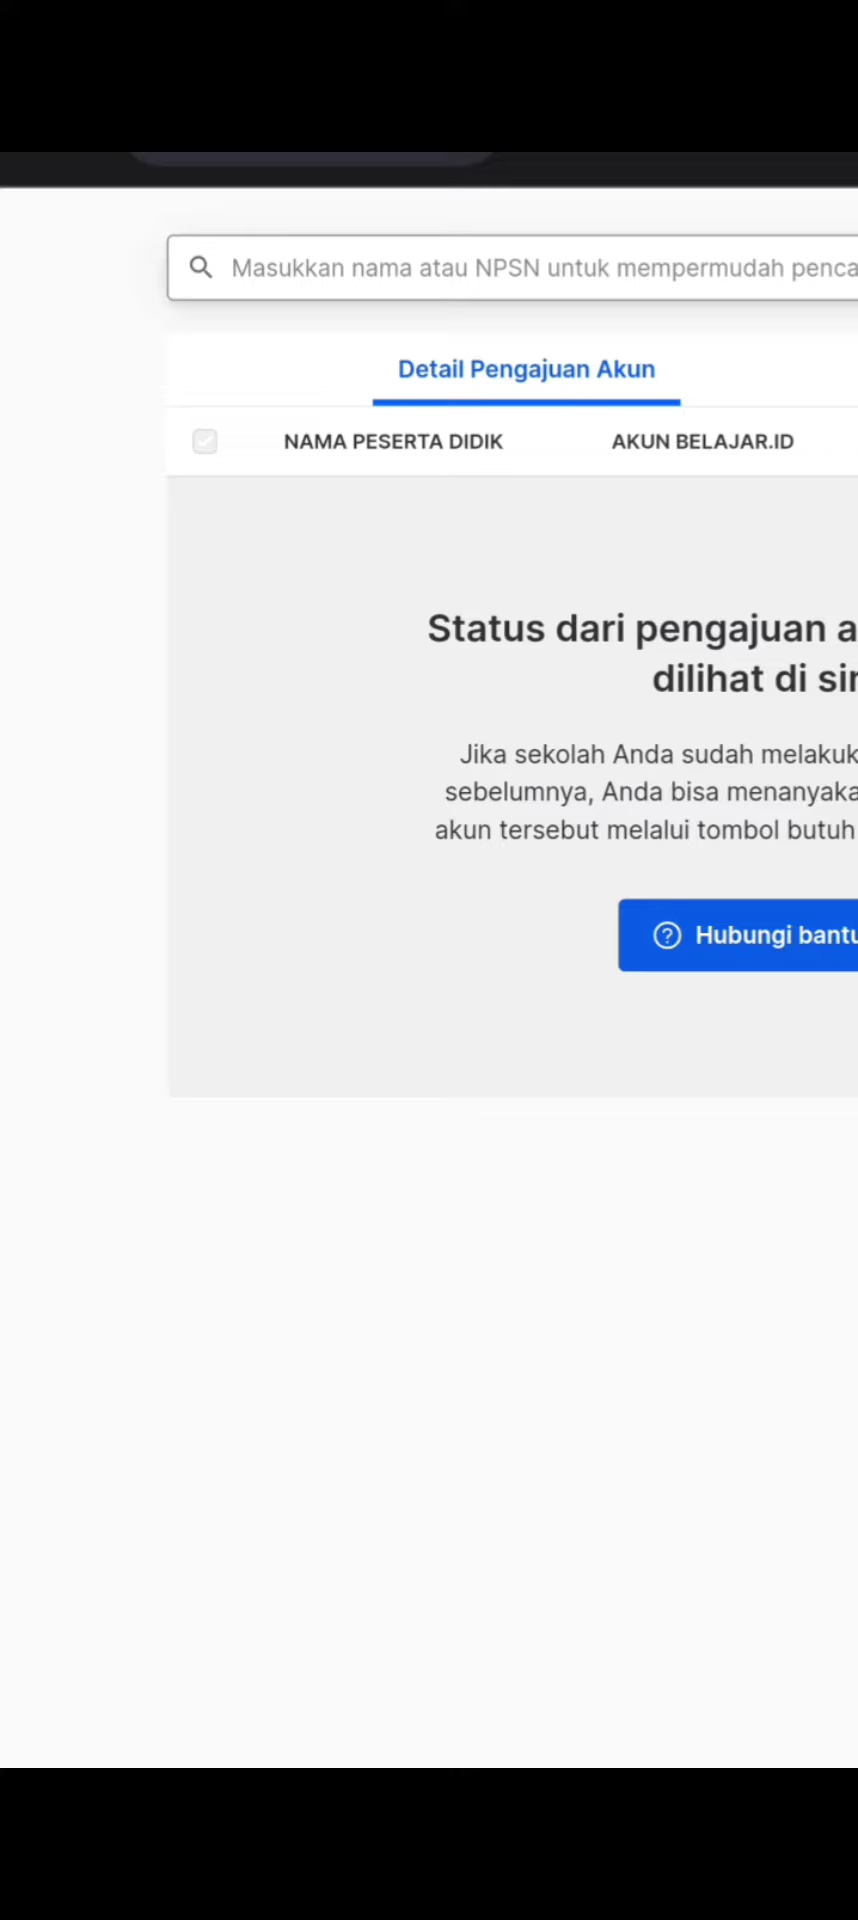 Masukkan nama atau NPSN untuk mempermudah penca
Detail Pengajuan Akun
NAMA PESERTA DIDIK AKUN BELAJAR.ID
Status dari pengajuan a
dilihat di sin
Jika sekolah Anda sudah melakuk
sebelumnya, Anda bisa menanyaka
akun tersebut melalui tombol butuh
Hubungi bantu